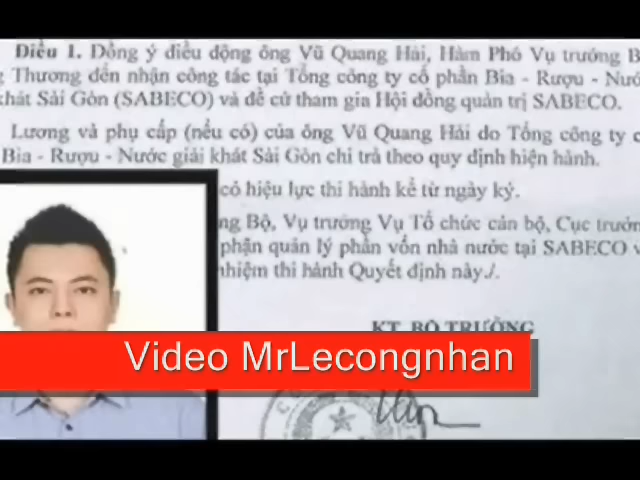 Điều 1. Đồng ý điều động ông Vũ Quang Hải, Hàm Phó Vụ trưởng B
g Thương đến nhận công tác tại Tổng công ty cổ phần Bia - Rượu - Nướ
khát Sài Gòn (SABECO) và đề cử tham gia Hội đồng quản trị SABECO.
Lương và phụ cấp (nếu có) của ông Vũ Quang Hải do Tổng công ty c
Bia - Rượu - Nước giải khát Sài Gòn chi trả theo quy định hiện hành.
có hiệu lực thi hành kể từ ngày ký.
ng Bộ, Vụ trưởng Vụ Tổ chức cán bộ, Cục trưởn
phận quản lý phần vốn nhà nước tại SABECO v
nhiệm thi hành Quyết định này./.
KT. BỘ TRƯỞNG
Video MrLecongnhan